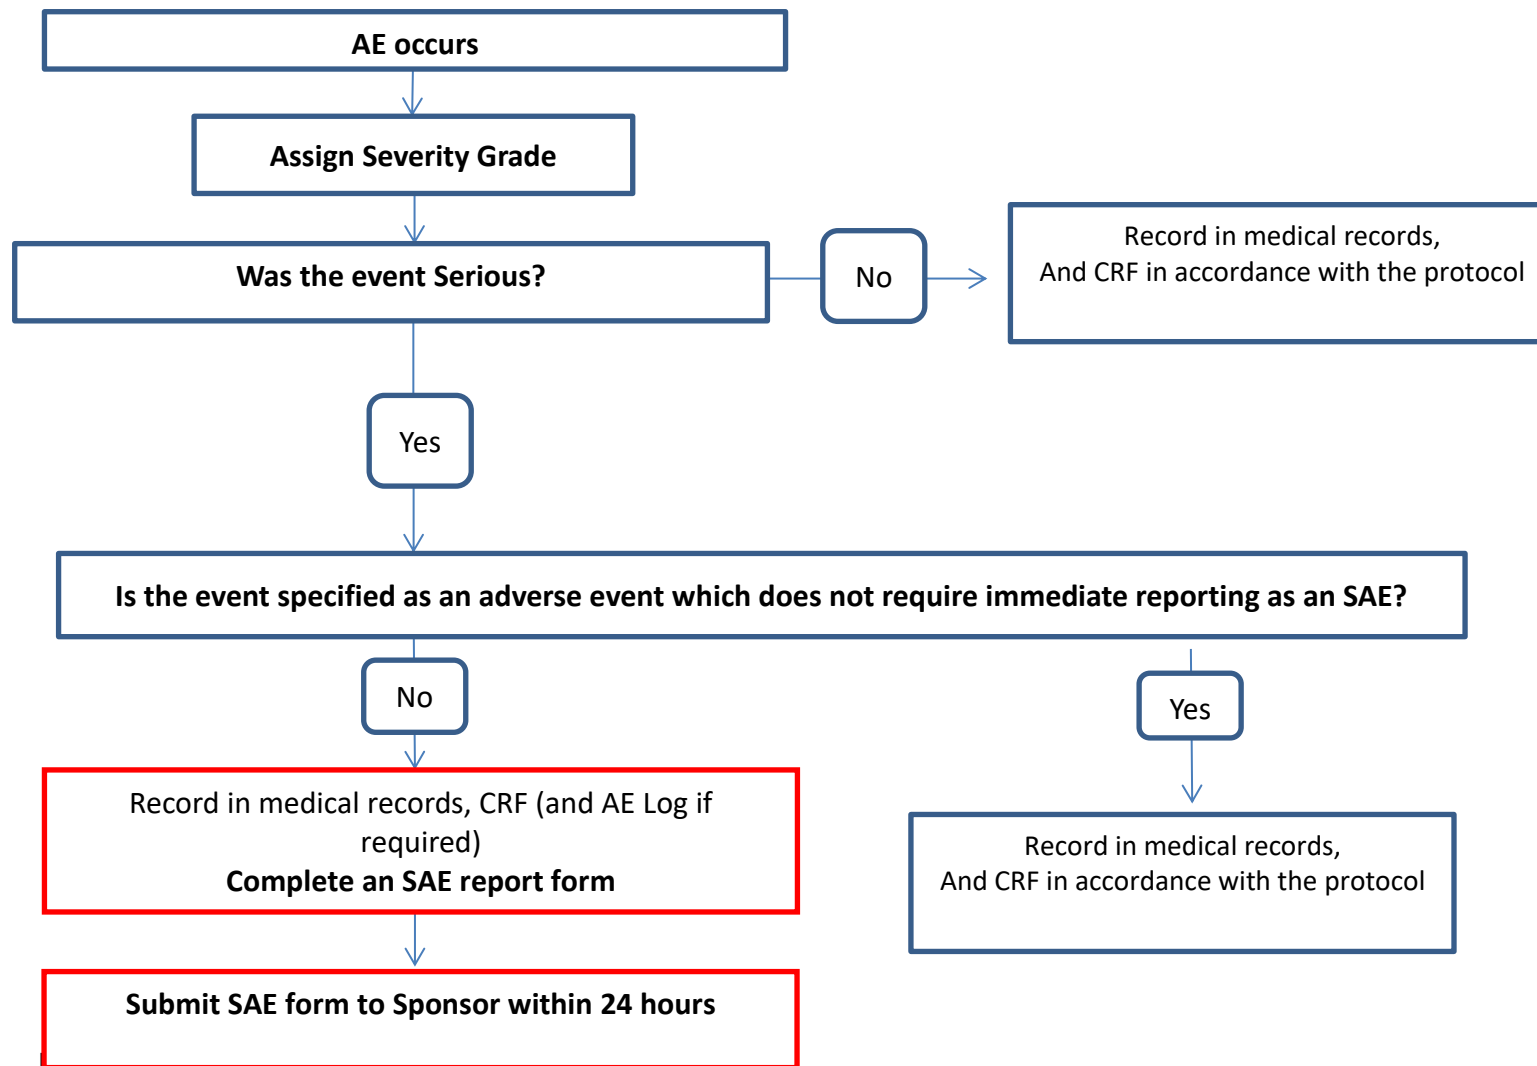 AE occurs
Assign Severity Grade
Was the event Serious?
No
Record in medical records,
And CRF in accordance with the protocol
Yes
Is the event specified as an adverse event which does not require immediate reporting as an SAE?
No
Yes
Record in medical records, CRF (and AE Log if
required)
Complete an SAE report form
Record in medical records,
And CRF in accordance with the protocol
Submit SAE form to Sponsor within 24 hours